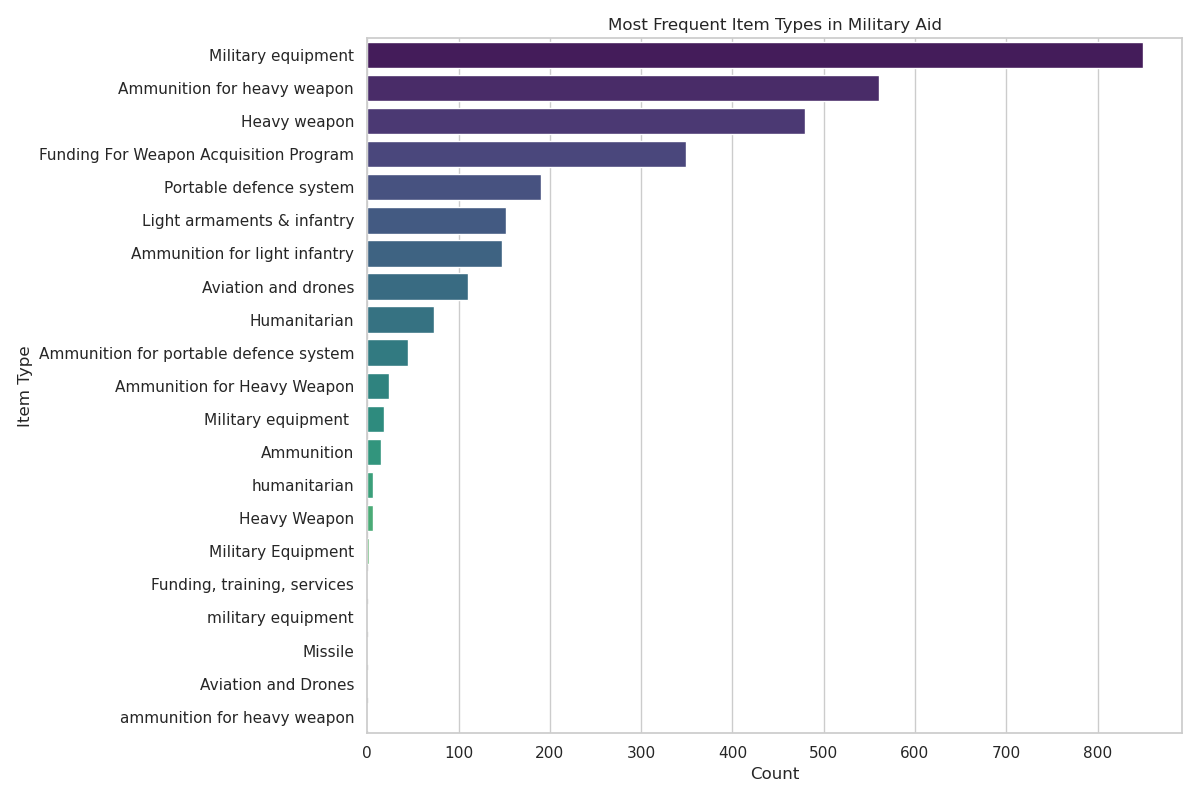 Most Frequent Item Types in Military Aid
Military equipment
Ammunition for heavy weapon
Heavy weapon
Funding For Weapon Acquisition Program
Portable defence system
Light armaments & infantry
Ammunition for light infantry
Aviation and drones
Humanitarian
Ammunition for portable defence system
Ammunition for Heavy Weapon
Military equipment
Ammunition
humanitarian
Heavy Weapon
Military Equipment
Funding, training, services
military equipment
Missile
Aviation and Drones
ammunition for heavy weapon
Item Type
0 100 200 300 400 500 600 700 800
Count